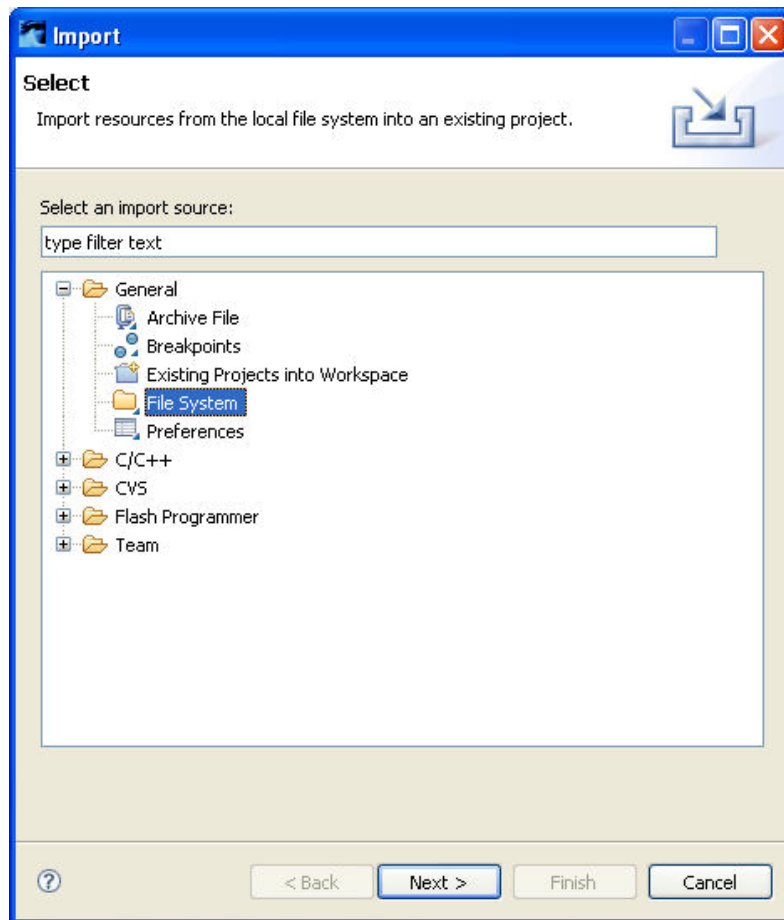 Import
Select
Import resources from the local file system into an existing project.
Select an import source:
type filter text
General
Archive File
Breakpoints
Existing Projects into Workspace
File System
Preferences
C/C++
CVS
Flash Programmer
Team
< Back Next > Finish Cancel